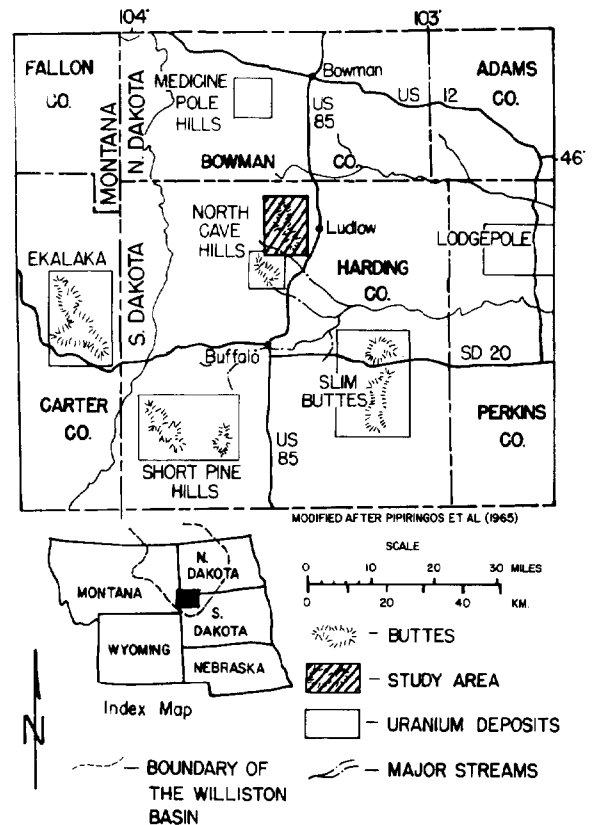 104°
103'
FALLON
CO.
MONTANA
N. DAKOTA
MEDICINE
POLE
HILLS
Bowman
US
85
US 12
ADAMS
CO.
BOWMAN CO.
46°
NORTH
CAVE
HILLS
Ludlow
LODGEPOLE
EKALAKA
S. DAKOTA
HARDING
CO.
Buffalo
SD 20
SLIM
BUTTES
CARTER
CO.
PERKINS
CO.
US
85
SHORT PINE
HILLS
MODIFIED AFTER PIPIRINGOS ET AL (1965)
SCALE
0 10 20 30 MILES
0 20 40 KM.
MONTANA
N.
DAKOTA
S.
DAKOTA
WYOMING
NEBRASKA
Index Map
N
- BUTTES
- STUDY AREA
- URANIUM DEPOSITS
- BOUNDARY OF
THE WILLISTON
BASIN
- MAJOR STREAMS